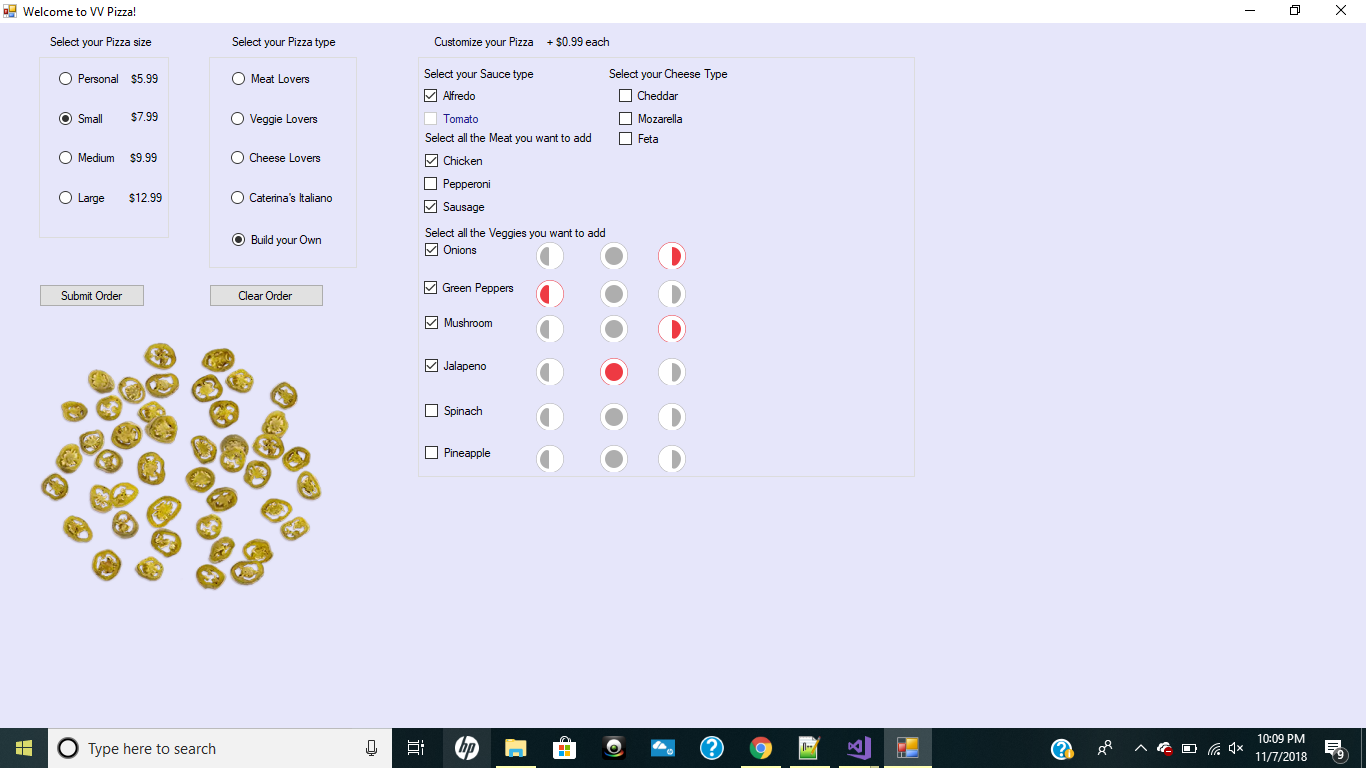 Welcome to VV Pizza!
Select your Pizza size
Personal $5.99
Small $7.99
Medium $9.99
Large $12.99
Select your Pizza type
Meat Lovers
Veggie Lovers
Cheese Lovers
Caterina's Italiano
Build your Own
Submit Order
Clear Order
Customize your Pizza + $0.99 each
Select your Sauce type
Alfredo
Tomato
Select all the Meat you want to add
Chicken
Pepperoni
Sausage
Select your Cheese Type
Cheddar
Mozarella
Feta
Select all the Veggies you want to add
Onions
Green Peppers
Mushroom
Jalapeno
Spinach
Pineapple
Type here to search
hp
10:09 PM
11/7/2018
9